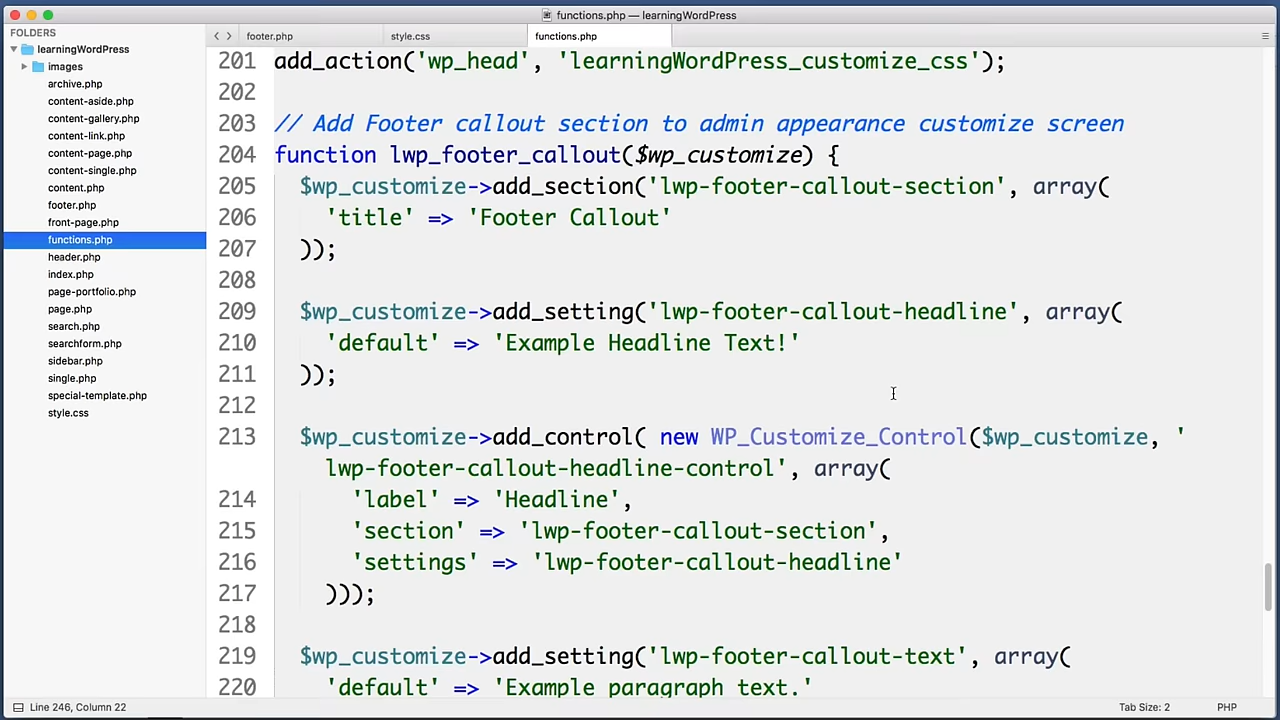 functions.php — learningWordPress
FOLDERS
learningWordPress
images
archive.php
content-aside.php
content-gallery.php
content-link.php
content-page.php
content-single.php
content.php
footer.php
front-page.php
functions.php
header.php
index.php
page-portfolio.php
page.php
search.php
searchform.php
sidebar.php
single.php
special-template.php
style.css
footer.php style.css functions.php
201 add_action('wp_head', 'learningWordPress_customize_css');
202
203 // Add Footer callout section to admin appearance customize screen
204 function lwp_footer_callout($wp_customize) {
205 $wp_customize->add_section('lwp-footer-callout-section', array(
206 'title' => 'Footer Callout'
207 ));
208
209 $wp_customize->add_setting('lwp-footer-callout-headline', array(
210 'default' => 'Example Headline Text!'
211 ));
212
213 $wp_customize->add_control( new WP_Customize_Control($wp_customize, '
lwp-footer-callout-headline-control', array(
214 'label' => 'Headline',
215 'section' => 'lwp-footer-callout-section',
216 'settings' => 'lwp-footer-callout-headline'
217 )));
218
219 $wp_customize->add_setting('lwp-footer-callout-text', array(
220 'default' => 'Example paragraph text.'
Line 246, Column 22 Tab Size: 2 PHP